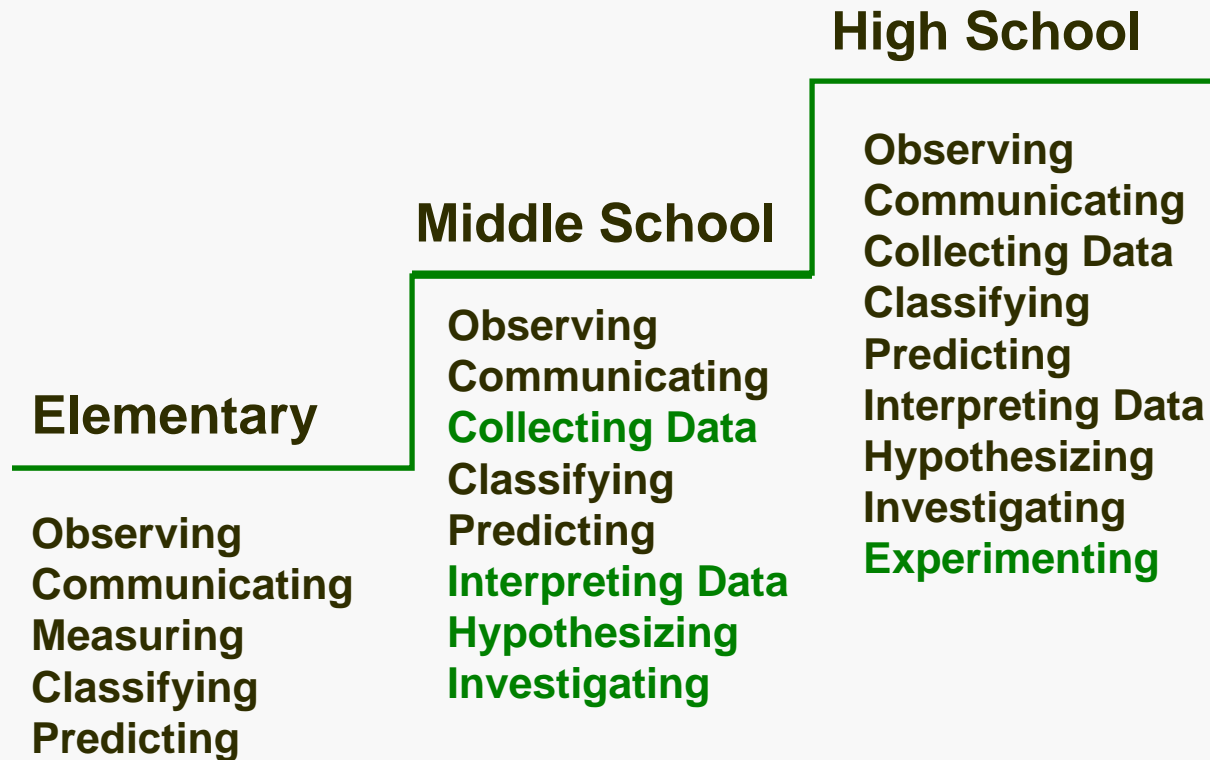 Elementary
Observing
Communicating
Measuring
Classifying
Predicting
Middle School
Observing
Communicating
Collecting Data
Classifying
Predicting
Interpreting Data
Hypothesizing
Investigating
High School
Observing
Communicating
Collecting Data
Classifying
Predicting
Interpreting Data
Hypothesizing
Investigating
Experimenting